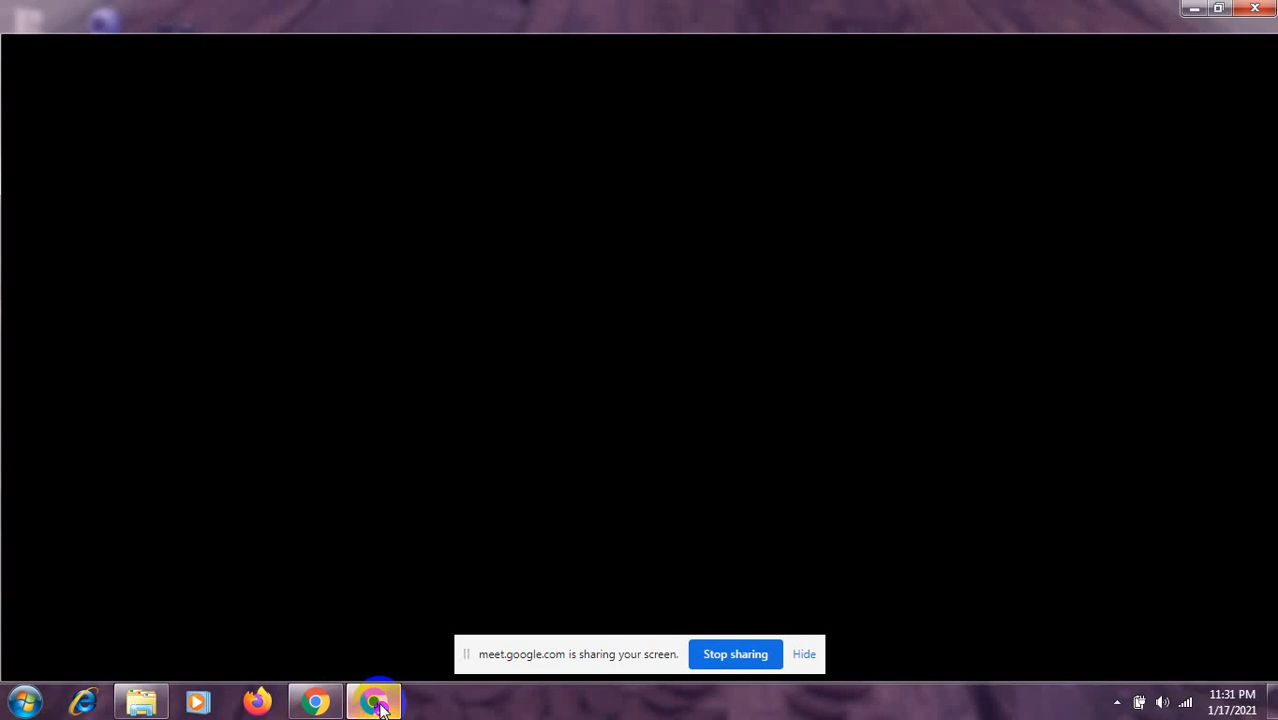 meet.google.com is sharing your screen.
Stop sharing
Hide
11:31 PM
1/17/2021